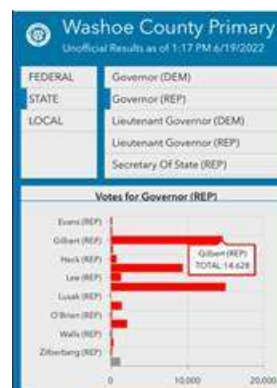 Washoe County Primary
Unofficial Results as of 1:17 PM 6/19/2022
FEDERAL
STATE
LOCAL
Governor (DEM)
Governor (REP)
Lieutenant Governor (DEM)
Lieutenant Governor (REP)
Secretary Of State (REP)
Votes for Governor (REP)
Evans (REP)
Gilbert (REP)
Heck (REP)
Lee (REP)
Lusak (REP)
O'Brien (REP)
Walls (REP)
Zilberberg (REP)
Gilbert (REP)
TOTAL: 14,628
0
10,000
20,000